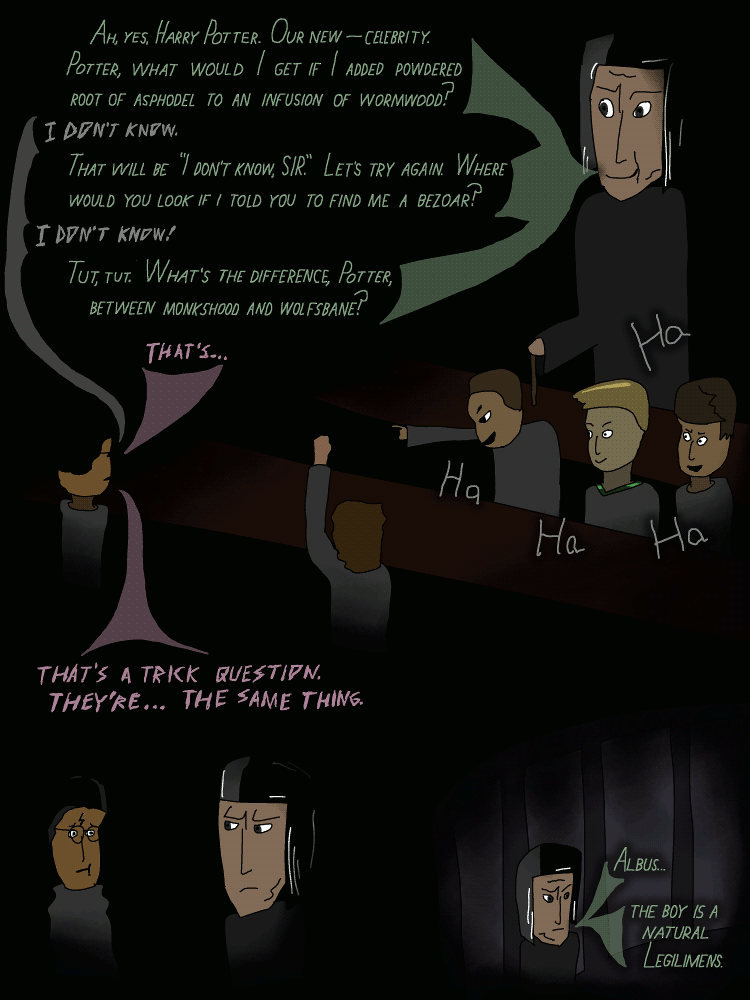 Ah, yes, Harry Potter. Our new — celebrity.
Potter, what would I get if I added powdered
root of asphodel to an infusion of wormwood?
I don't know.
That will be "I don't know, sir." Let's try again. Where
would you look if I told you to find me a bezoar?
I don't know!
Tut, tut. What's the difference, Potter,
between monkshood and wolfsbane?
That's...
Ha
Ha
Ha
Ha
That's a trick question.
They're... the same thing.
Albus...
the boy is a
natural
Legilimens.